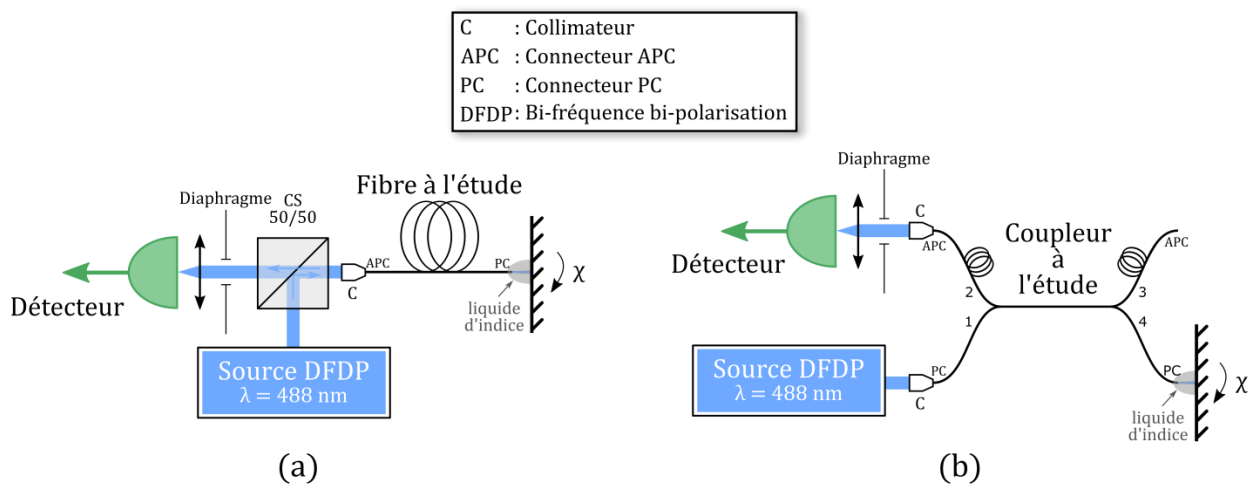 C : Collimateur
APC : Connecteur APC
PC : Connecteur PC
DFDP : Bi-fréquence bi-polarisation
Diaphragme
CS
50/50
Fibre à l'étude
APC
C
PC
χ
liquide
d'indice
Détecteur
Source DFDP
λ = 488 nm
(a)
Diaphragme
C
APC
Coupleur
à
l'étude
APC
Détecteur
2
3
1
4
Source DFDP
λ = 488 nm
PC
C
PC
χ
liquide
d'indice
(b)